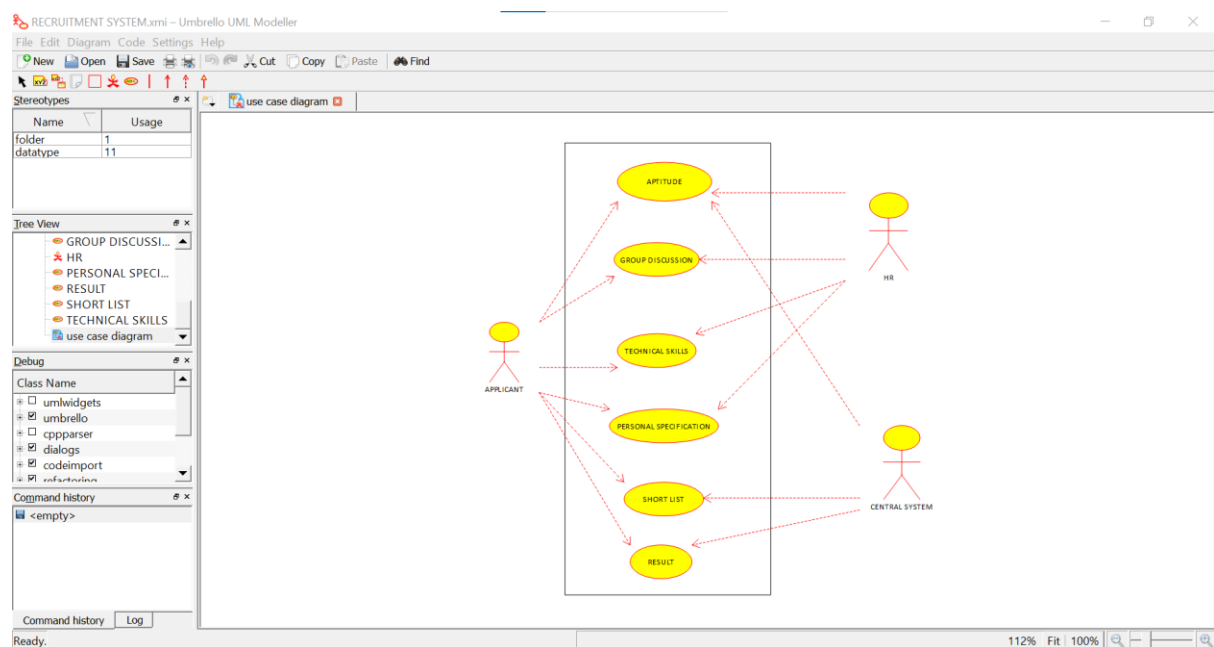 RECRUITMENT SYSTEM.xmi – Umbrello UML Modeller
File Edit Diagram Code Settings Help
New Open Save Cut Copy Paste Find
XYZ
Stereotypes
use case diagram
Name Usage
folder 1
datatype 11
Tree View
GROUP DISCUSSI...
HR
PERSONAL SPECI...
RESULT
SHORT LIST
TECHNICAL SKILLS
use case diagram
Debug
Class Name
umlwidgets
umbrello
cppparser
dialogs
codeimport
refactoring
Command history
<empty>
Command history Log
Ready.
112% Fit 100%
APTITUDE
GROUP DISCUSSION
HR
TECHNICAL SKILLS
APPLICANT
PERSONAL SPECIFICATION
SHORT LIST
CENTRAL SYSTEM
RESULT